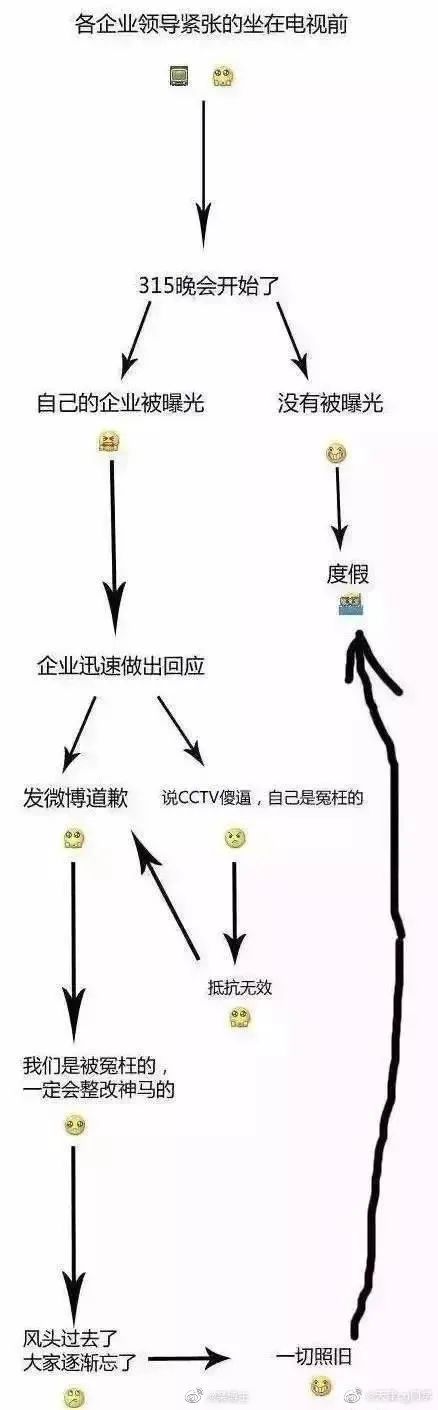 各企业领导紧张的坐在电视前
315晚会开始了
自己的企业被曝光
没有被曝光
度假
企业迅速做出回应
发微博道歉
说CCTV傻逼，自己是冤枉的
抵抗无效
我们是被冤枉的，
一定会整改神马的
风头过去了
大家逐渐忘了
一切照旧